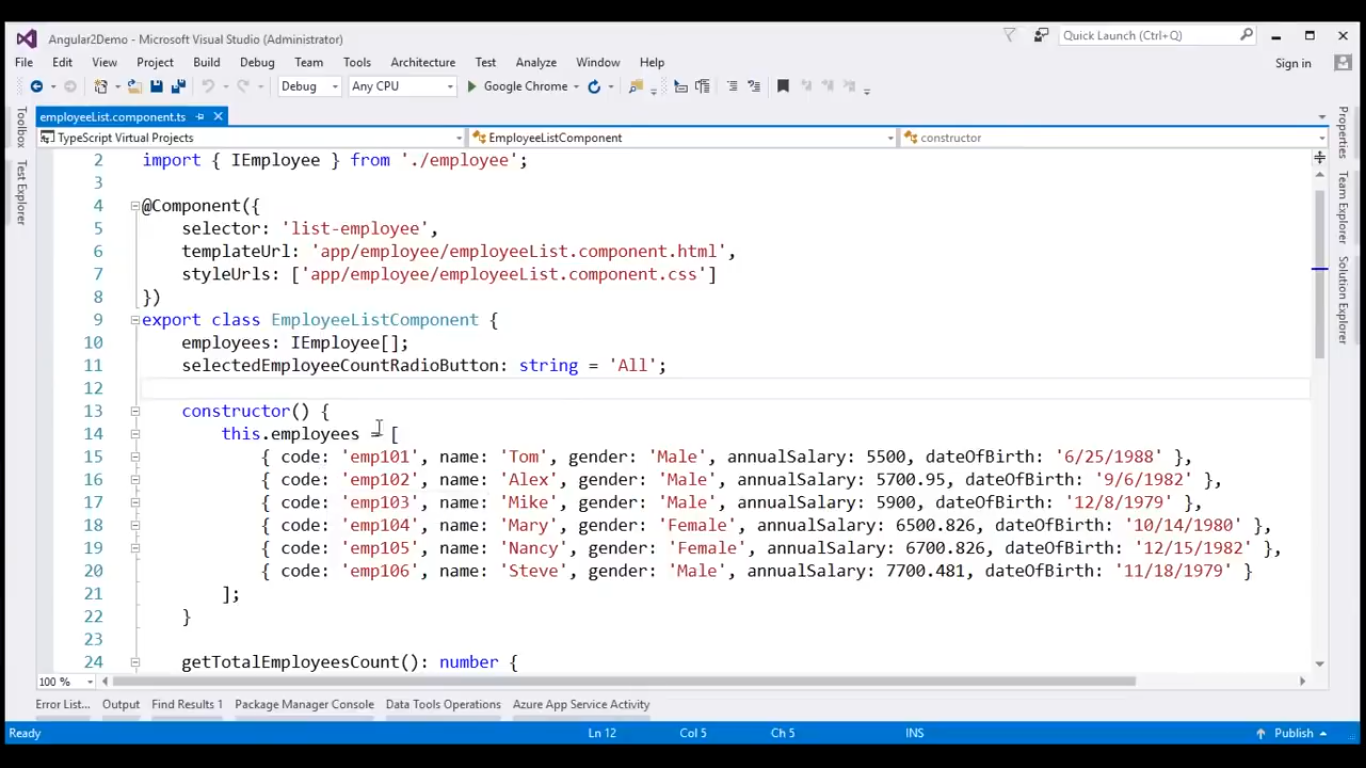 Angular2Demo - Microsoft Visual Studio (Administrator)
Quick Launch (Ctrl+Q)
File Edit View Project Build Debug Team Tools Architecture Test Analyze Window Help
Sign in
Debug Any CPU Google Chrome
employeeList.component.ts
TypeScript Virtual Projects EmployeeListComponent constructor
Toolbox
Test Explorer
2 import { IEmployee } from './employee';
3
4 @Component({
5 selector: 'list-employee',
6 templateUrl: 'app/employee/employeeList.component.html',
7 styleUrls: ['app/employee/employeeList.component.css']
8 })
9 export class EmployeeListComponent {
10 employees: IEmployee[];
11 selectedEmployeeCountRadioButton: string = 'All';
12
13 constructor() {
14 this.employees = [
15 { code: 'emp101', name: 'Tom', gender: 'Male', annualSalary: 5500, dateOfBirth: '6/25/1988' },
16 { code: 'emp102', name: 'Alex', gender: 'Male', annualSalary: 5700.95, dateOfBirth: '9/6/1982' },
17 { code: 'emp103', name: 'Mike', gender: 'Male', annualSalary: 5900, dateOfBirth: '12/8/1979' },
18 { code: 'emp104', name: 'Mary', gender: 'Female', annualSalary: 6500.826, dateOfBirth: '10/14/1980' },
19 { code: 'emp105', name: 'Nancy', gender: 'Female', annualSalary: 6700.826, dateOfBirth: '12/15/1982' },
20 { code: 'emp106', name: 'Steve', gender: 'Male', annualSalary: 7700.481, dateOfBirth: '11/18/1979' }
21 ];
22 }
23
24 getTotalEmployeesCount(): number {
Properties
Team Explorer
Solution Explorer
100 %
Error List... Output Find Results 1 Package Manager Console Data Tools Operations Azure App Service Activity
Ready Ln 12 Col 5 Ch 5 INS Publish